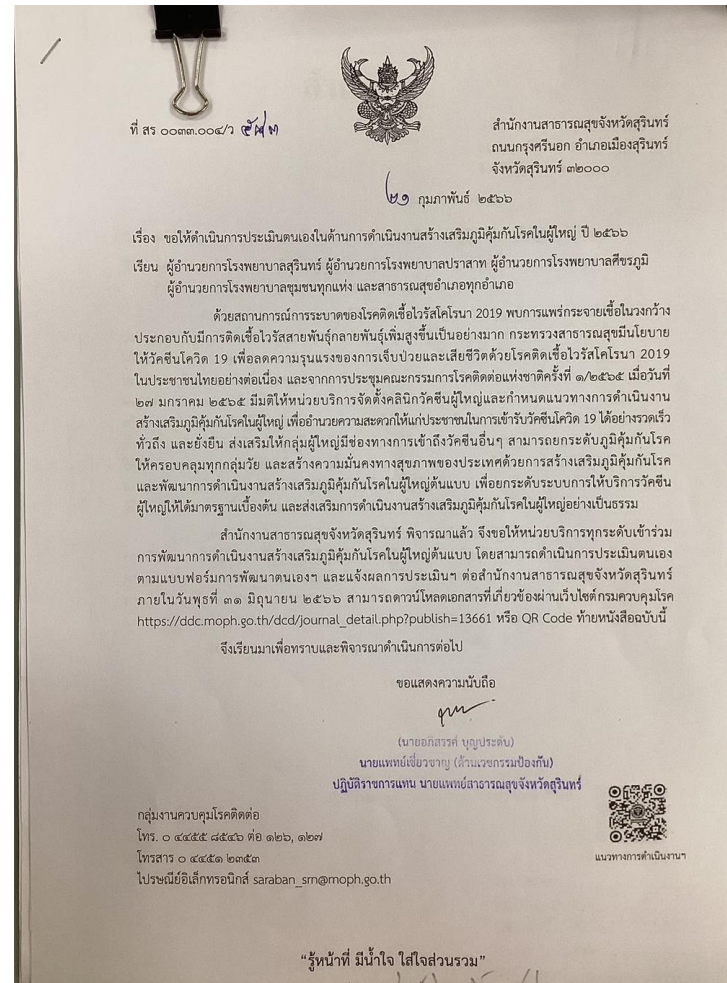 ที่ สร ๐๐๓๓.๐๐๔/ว
สำนักงานสาธารณสุขจังหวัดสุรินทร์
ถนนกรุงศรีนอก อำเภอเมืองสุรินทร์
จังหวัดสุรินทร์ ๓๒๐๐๐
๒๑ กุมภาพันธ์ ๒๕๖๖
เรื่อง ขอให้ดำเนินการประเมินตนเองในด้านการดำเนินงานสร้างเสริมภูมิคุ้มกันโรคในผู้ใหญ่ ปี ๒๕๖๖
เรียน ผู้อำนวยการโรงพยาบาลสุรินทร์ ผู้อำนวยการโรงพยาบาลปราสาท ผู้อำนวยการโรงพยาบาลศีขรภูมิ
ผู้อำนวยการโรงพยาบาลชุมชนทุกแห่ง และสาธารณสุขอำเภอทุกอำเภอ
ด้วยสถานการณ์การระบาดของโรคติดเชื้อไวรัสโคโรนา 2019 พบการแพร่กระจายเชื้อในวงกว้าง
ประกอบกับมีการติดเชื้อไวรัสสายพันธุ์กลายพันธุ์เพิ่มสูงขึ้นเป็นอย่างมาก กระทรวงสาธารณสุขมีนโยบาย
ให้วัคซีนโควิด 19 เพื่อลดความรุนแรงของการเจ็บป่วยและเสียชีวิตด้วยโรคติดเชื้อไวรัสโคโรนา 2019
ในประชาชนไทยอย่างต่อเนื่อง และจากการประชุมคณะกรรมการโรคติดต่อแห่งชาติครั้งที่ ๑/๒๕๖๕ เมื่อวันที่
๒๗ มกราคม ๒๕๖๕ มีมติให้หน่วยบริการจัดตั้งคลินิกวัคซีนผู้ใหญ่และกำหนดแนวทางการดำเนินงาน
สร้างเสริมภูมิคุ้มกันโรคในผู้ใหญ่ เพื่ออำนวยความสะดวกให้แก่ประชาชนในการเข้ารับวัคซีนโควิด 19 ได้อย่างรวดเร็ว
ทั่วถึง และยั่งยืน ส่งเสริมให้กลุ่มผู้ใหญ่มีช่องทางการเข้าถึงวัคซีนอื่นๆ สามารถยกระดับภูมิคุ้มกันโรค
ให้ครอบคลุมทุกกลุ่มวัย และสร้างความมั่นคงทางสุขภาพของประเทศด้วยการสร้างเสริมภูมิคุ้มกันโรค
และพัฒนาการดำเนินงานสร้างเสริมภูมิคุ้มกันโรคในผู้ใหญ่ต้นแบบ เพื่อยกระดับระบบการให้บริการวัคซีน
ผู้ใหญ่ให้ได้มาตรฐานเบื้องต้น และส่งเสริมการดำเนินงานสร้างเสริมภูมิคุ้มกันโรคในผู้ใหญ่อย่างเป็นธรรม
สำนักงานสาธารณสุขจังหวัดสุรินทร์ พิจารณาแล้ว จึงขอให้หน่วยบริการทุกระดับเข้าร่วม
การพัฒนาการดำเนินงานสร้างเสริมภูมิคุ้มกันโรคในผู้ใหญ่ต้นแบบ โดยสามารถดำเนินการประเมินตนเอง
ตามแบบฟอร์มการพัฒนาตนเองฯ และแจ้งผลการประเมินฯ ต่อสำนักงานสาธารณสุขจังหวัดสุรินทร์
ภายในวันพุธที่ ๓๑ มิถุนายน ๒๕๖๖ สามารถดาวน์โหลดเอกสารที่เกี่ยวข้องผ่านเว็บไซต์กรมควบคุมโรค
https://ddc.moph.go.th/dcd/journal_detail.php?publish=13661 หรือ QR Code ท้ายหนังสือฉบับนี้
จึงเรียนมาเพื่อทราบและพิจารณาดำเนินการต่อไป
ขอแสดงความนับถือ
(นายอภิสรรค์ บุญประดับ)
นายแพทย์เชี่ยวชาญ (ด้านเวชกรรมป้องกัน)
ปฏิบัติราชการแทน นายแพทย์สาธารณสุขจังหวัดสุรินทร์
กลุ่มงานควบคุมโรคติดต่อ
โทร. ๐ ๔๔๕๕ ๘๕๔๖ ต่อ ๑๒๖, ๑๒๗
โทรสาร ๐ ๔๔๕๑ ๒๓๕๓
ไปรษณีย์อิเล็กทรอนิกส์ saraban_srn@moph.go.th
แนวทางการดำเนินงานฯ
“รู้หน้าที่ มีน้ำใจ ใส่ใจส่วนรวม”